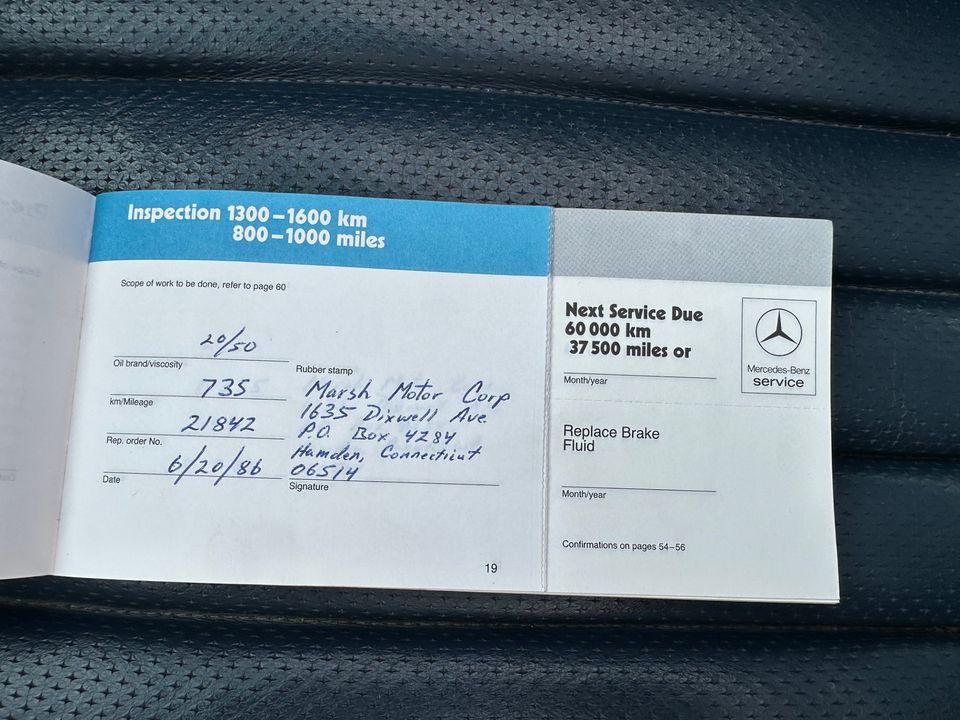 Inspection 1300–1600 km
800–1000 miles
Scope of work to be done, refer to page 60
20/50
Oil brand/viscosity
735
km/Mileage
21842
Rep. order No.
6/20/86
Date
Rubber stamp
Marsh Motor Corp
1635 Dixwell Ave.
P.O. Box 4284
Hamden, Connecticut
06514
Signature
19
Next Service Due
60 000 km
37 500 miles or
Month/year
Mercedes-Benz
service
Replace Brake
Fluid
Month/year
Confirmations on pages 54–56